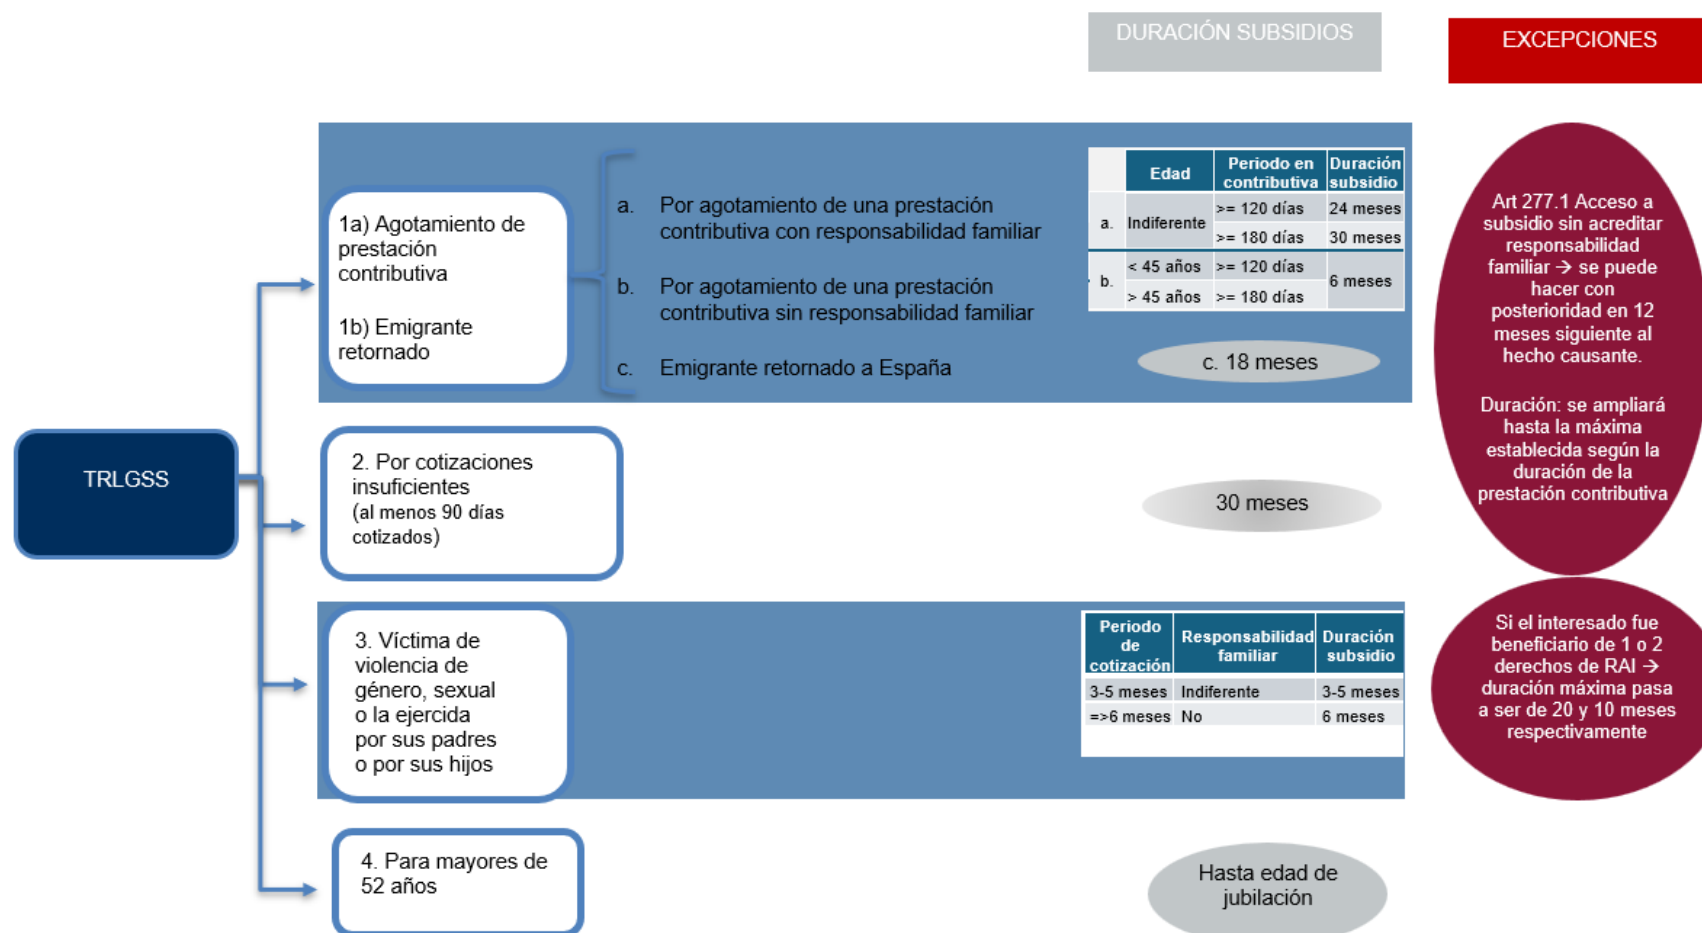 DURACIÓN SUBSIDIOS
EXCEPCIONES
TRLGSS
1a) Agotamiento de
prestación
contributiva
1b) Emigrante
retornado
a. Por agotamiento de una prestación
contributiva con responsabilidad familiar
b. Por agotamiento de una prestación
contributiva sin responsabilidad familiar
c. Emigrante retornado a España
Edad Periodo en contributiva Duración subsidio
a. Indiferente >= 120 días 24 meses
>= 180 días 30 meses
b. < 45 años >= 120 días 6 meses
> 45 años >= 180 días
c. 18 meses
Art 277.1 Acceso a
subsidio sin acreditar
responsabilidad
familiar → se puede
hacer con
posterioridad en 12
meses siguiente al
hecho causante.
Duración: se ampliará
hasta la máxima
establecida según la
duración de la
prestación contributiva
2. Por cotizaciones
insuficientes
(al menos 90 días
cotizados)
30 meses
3. Víctima de
violencia de
género, sexual
o la ejercida
por sus padres
o por sus hijos
Periodo de cotización Responsabilidad familiar Duración subsidio
3-5 meses Indiferente 3-5 meses
=>6 meses No 6 meses
Si el interesado fue
beneficiario de 1 o 2
derechos de RAI →
duración máxima pasa
a ser de 20 y 10 meses
respectivamente
4. Para mayores de
52 años
Hasta edad de
jubilación